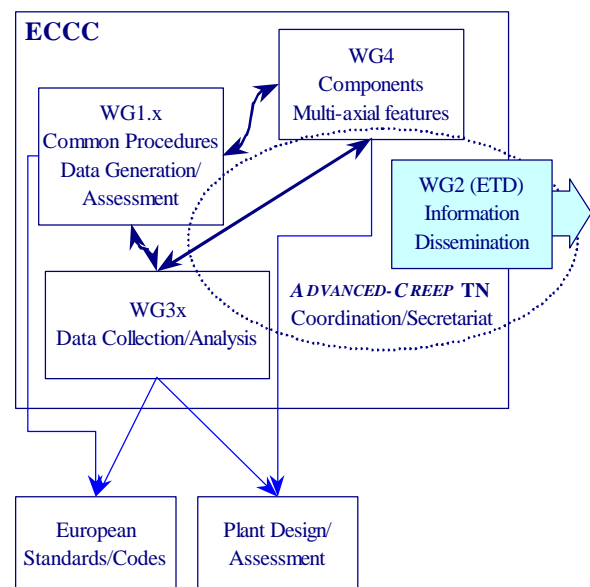 ECCC
WG4
Components
Multi-axial features
WG1.x
Common Procedures
Data Generation/
Assessment
WG2 (ETD)
Information
Dissemination
ADVANCED-CREEP TN
Coordination/Secretariat
WG3x
Data Collection/Analysis
European
Standards/Codes
Plant Design/
Assessment